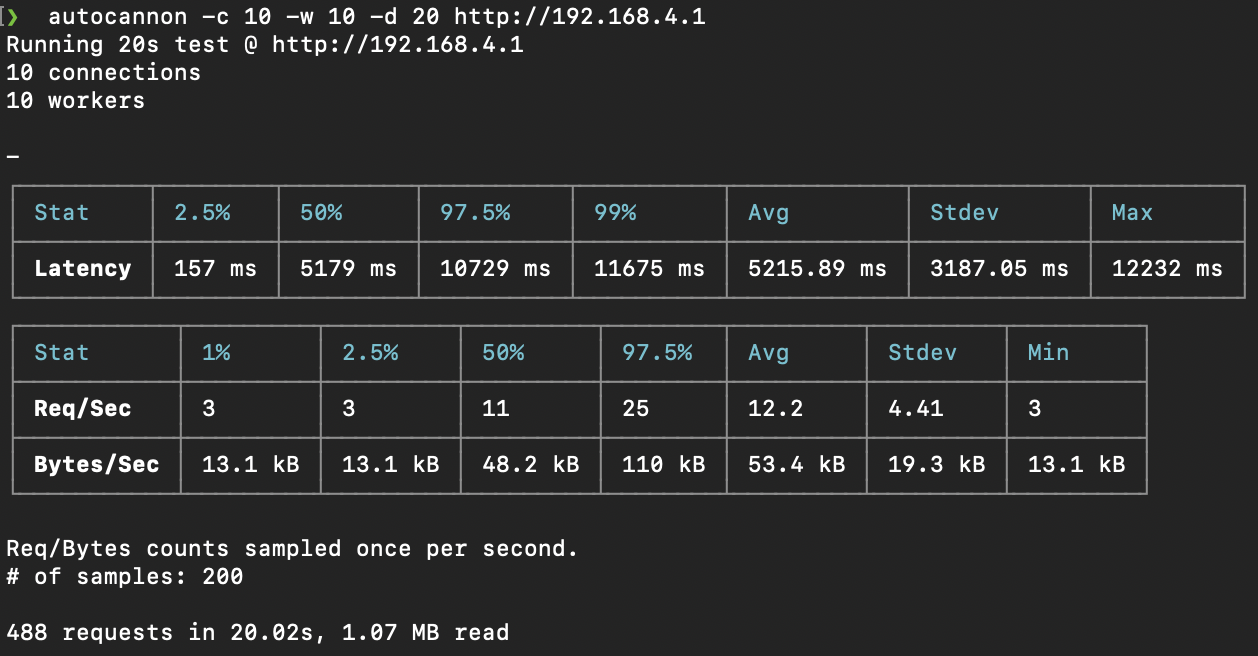 ❯ autocannon -c 10 -w 10 -d 20 http://192.168.4.1
Running 20s test @ http://192.168.4.1
10 connections
10 workers
Stat 2.5% 50% 97.5% 99% Avg Stdev Max
Latency 157 ms 5179 ms 10729 ms 11675 ms 5215.89 ms 3187.05 ms 12232 ms
Stat 1% 2.5% 50% 97.5% Avg Stdev Min
Req/Sec 3 3 11 25 12.2 4.41 3
Bytes/Sec 13.1 kB 13.1 kB 48.2 kB 110 kB 53.4 kB 19.3 kB 13.1 kB
Req/Bytes counts sampled once per second.
# of samples: 200
488 requests in 20.02s, 1.07 MB read